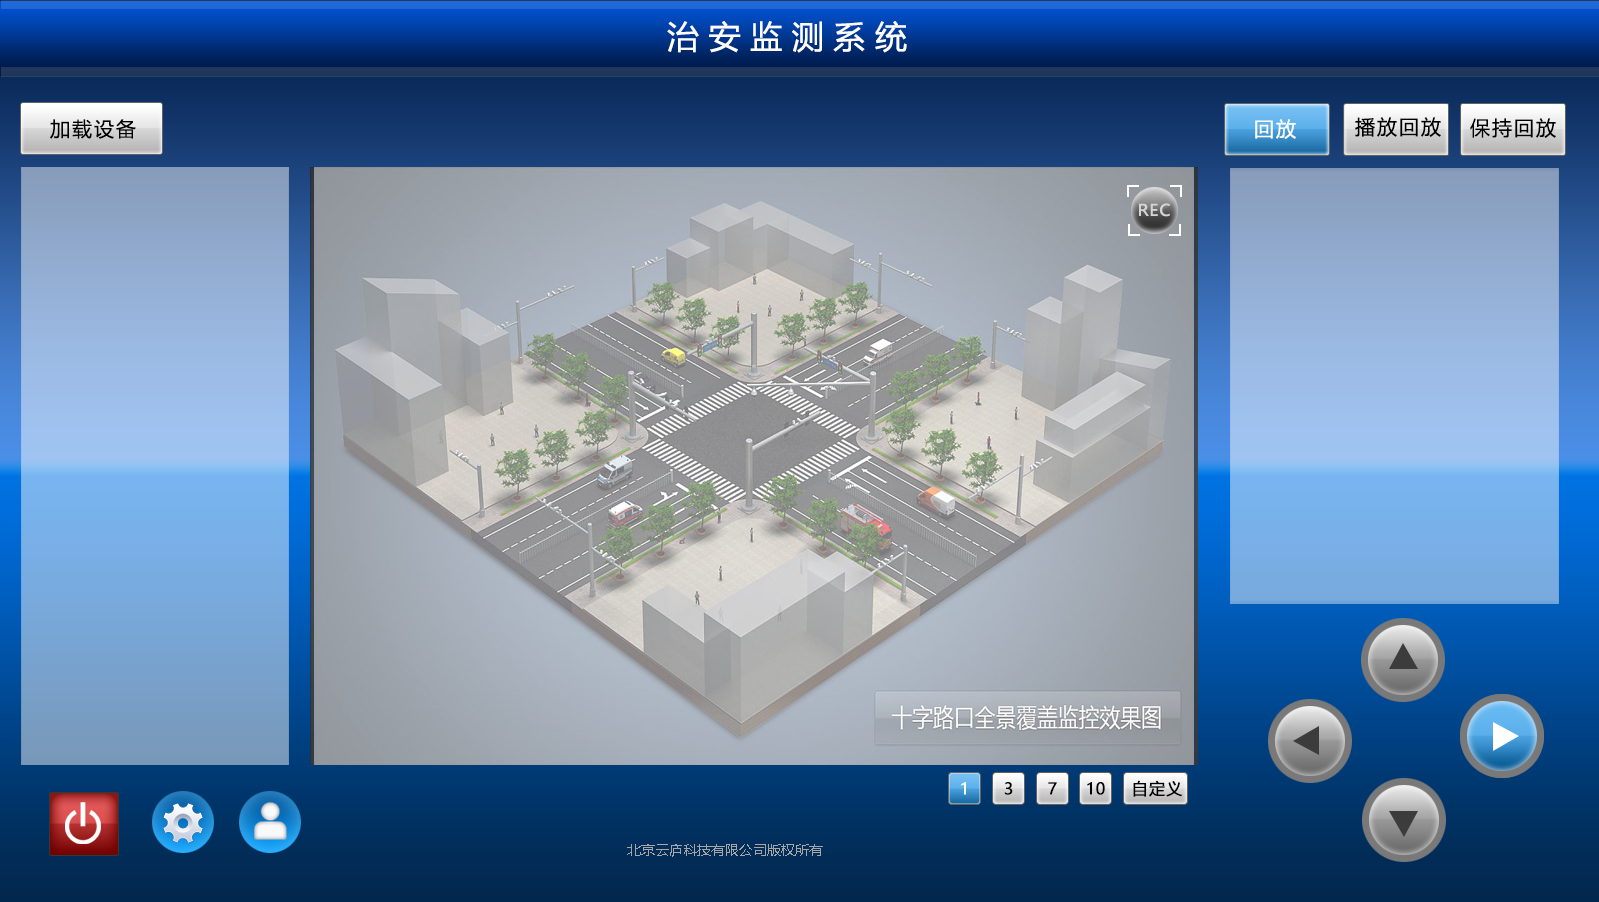 治安监测系统
加载设备
回放
播放回放
保持回放
REC
十字路口全景覆盖监控效果图
1
3
7
10
自定义
北京云庐科技有限公司版权所有